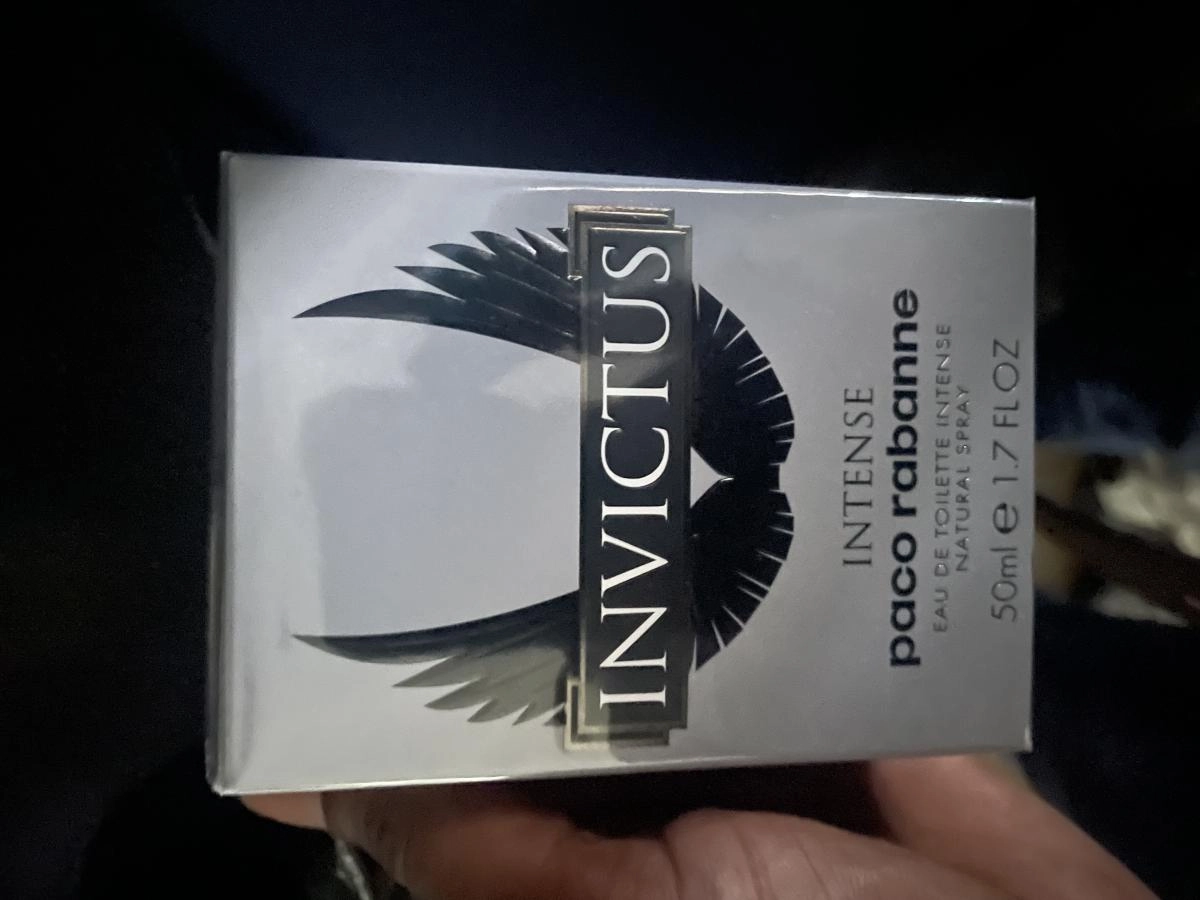 INVICTUS
INTENSE
paco rabanne
EAU DE TOILETTE INTENSE
NATURAL SPRAY
50ml e 1.7 FL OZ